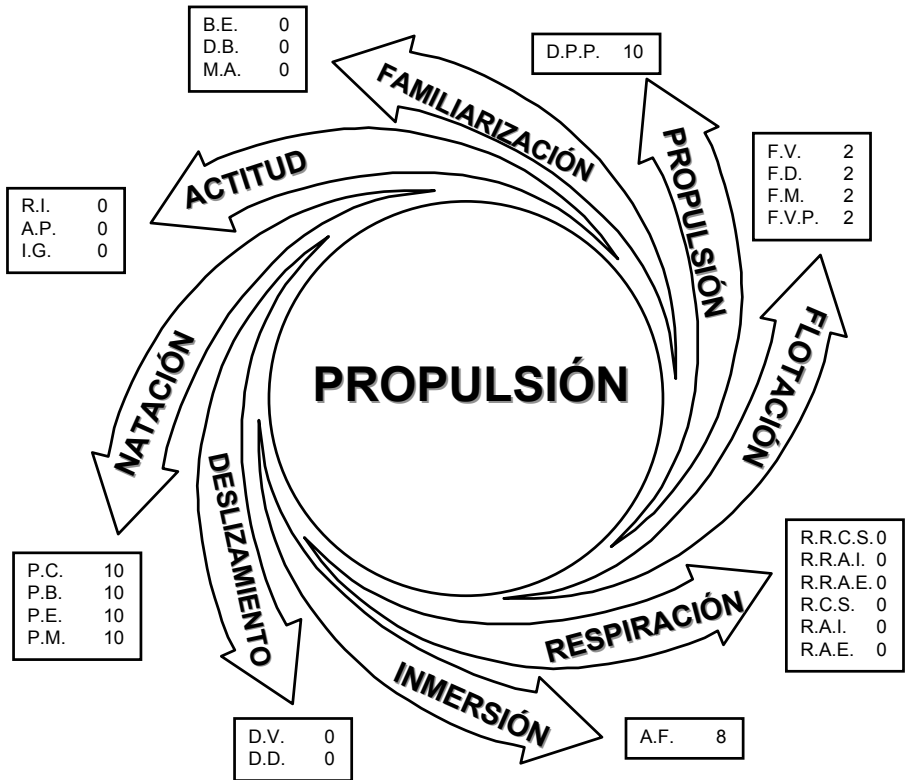 B.E. 0
D.B. 0
M.A. 0
D.P.P. 10
FAMILIARIZACIÓN
PROPULSIÓN
F.V. 2
F.D. 2
F.M. 2
F.V.P. 2
ACTITUD
R.I. 0
A.P. 0
I.G. 0
FLOTACIÓN
PROPULSIÓN
NATACIÓN
DESLIZAMIENTO
P.C. 10
P.B. 10
P.E. 10
P.M. 10
R.R.C.S. 0
R.R.A.I. 0
R.R.A.E. 0
R.C.S. 0
R.A.I. 0
R.A.E. 0
RESPIRACIÓN
INMERSIÓN
D.V. 0
D.D. 0
A.F. 8